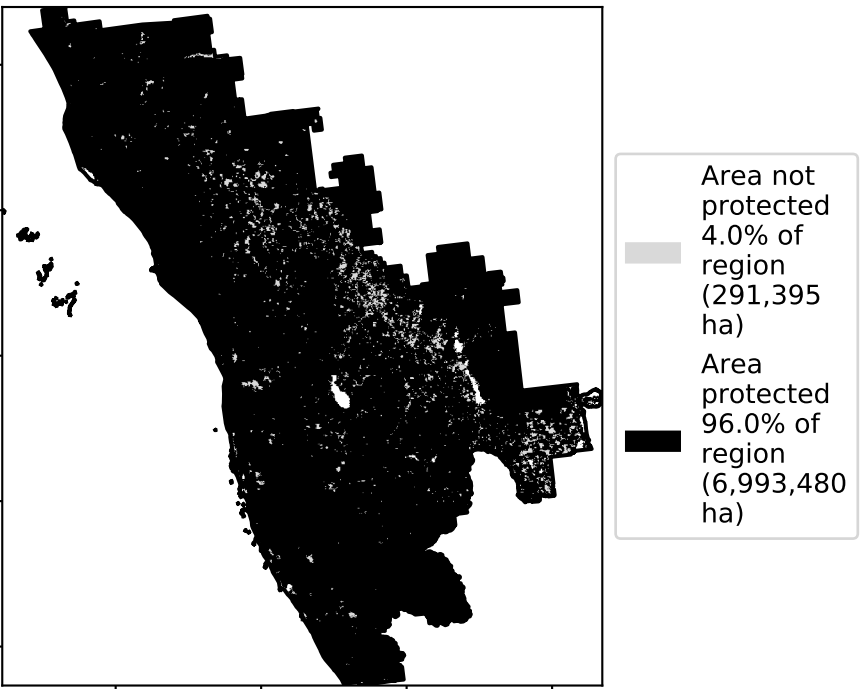 Area not
protected
4.0% of
region
(291,395
ha)
Area
protected
96.0% of
region
(6,993,480
ha)